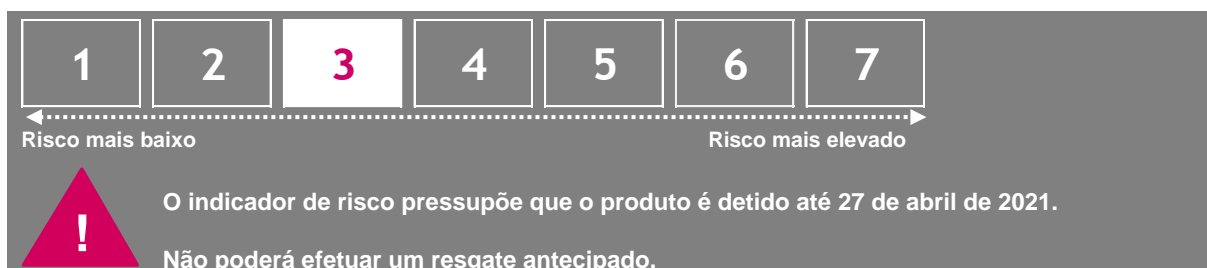 1 2 3 4 5 6 7
Risco mais baixo Risco mais elevado
O indicador de risco pressupõe que o produto é detido até 27 de abril de 2021.
!
Não poderá efetuar um resgate antecipado.